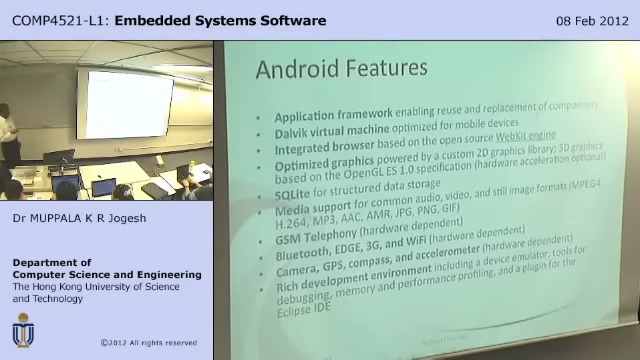 COMP4521-L1: Embedded Systems Software
08 Feb 2012
Android Features
• Application framework enabling reuse and replacement of components
• Dalvik virtual machine optimized for mobile devices
• Integrated browser based on the open source WebKit engine
• Optimized graphics powered by a custom 2D graphics library; 3D graphics
based on the OpenGL ES 1.0 specification (hardware acceleration optional)
• SQLite for structured data storage
• Media support for common audio, video, and still image formats (MPEG4,
H.264, MP3, AAC, AMR, JPG, PNG, GIF)
• GSM Telephony (hardware dependent)
• Bluetooth, EDGE, 3G, and WiFi (hardware dependent)
• Camera, GPS, compass, and accelerometer (hardware dependent)
• Rich development environment including a device emulator, tools for
debugging, memory and performance profiling, and a plugin for the
Eclipse IDE
Dr MUPPALA K R Jogesh
Department of
Computer Science and Engineering
The Hong Kong University of Science
and Technology
©2012 All rights reserved